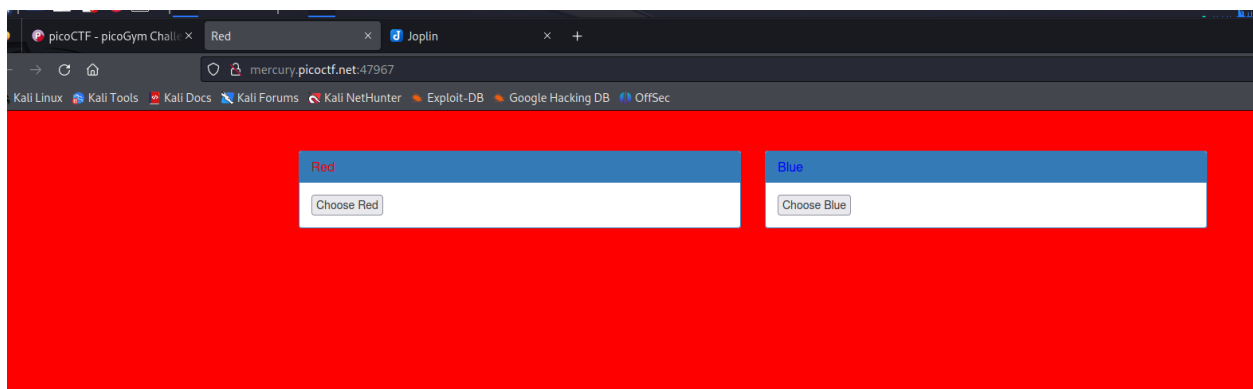 picoCTF - picoGym Challe Red Joplin
mercury.picoctf.net:47967
Kali Linux Kali Tools Kali Docs Kali Forums Kali NetHunter Exploit-DB Google Hacking DB OffSec
Red Blue
Choose Red Choose Blue